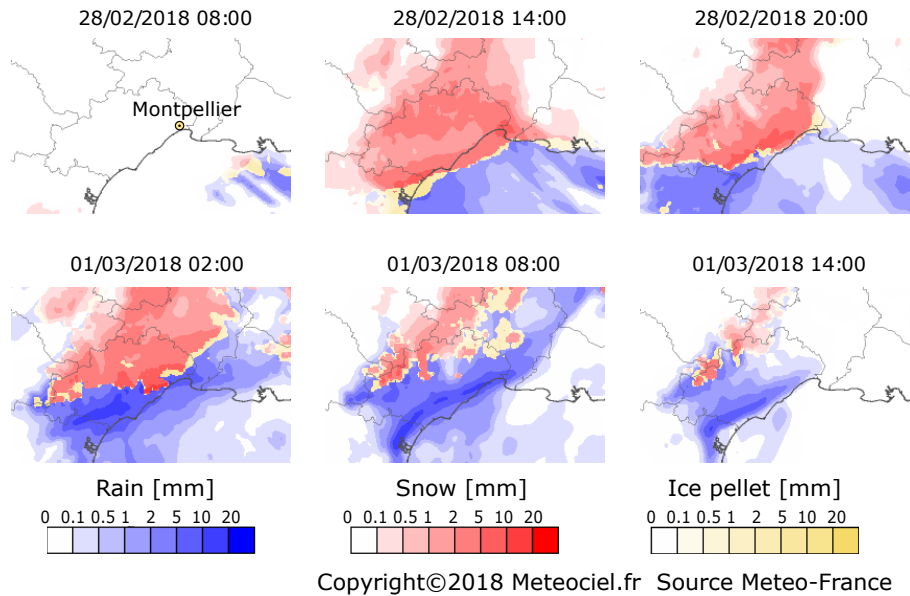 28/02/2018 08:00 28/02/2018 14:00 28/02/2018 20:00
Montpellier
01/03/2018 02:00 01/03/2018 08:00 01/03/2018 14:00
Rain [mm] Snow [mm] Ice pellet [mm]
0 0.1 0.5 1 2 5 10 20 0 0.1 0.5 1 2 5 10 20 0 0.1 0.5 1 2 5 10 20
Copyright©2018 Meteociel.fr Source Meteo-France